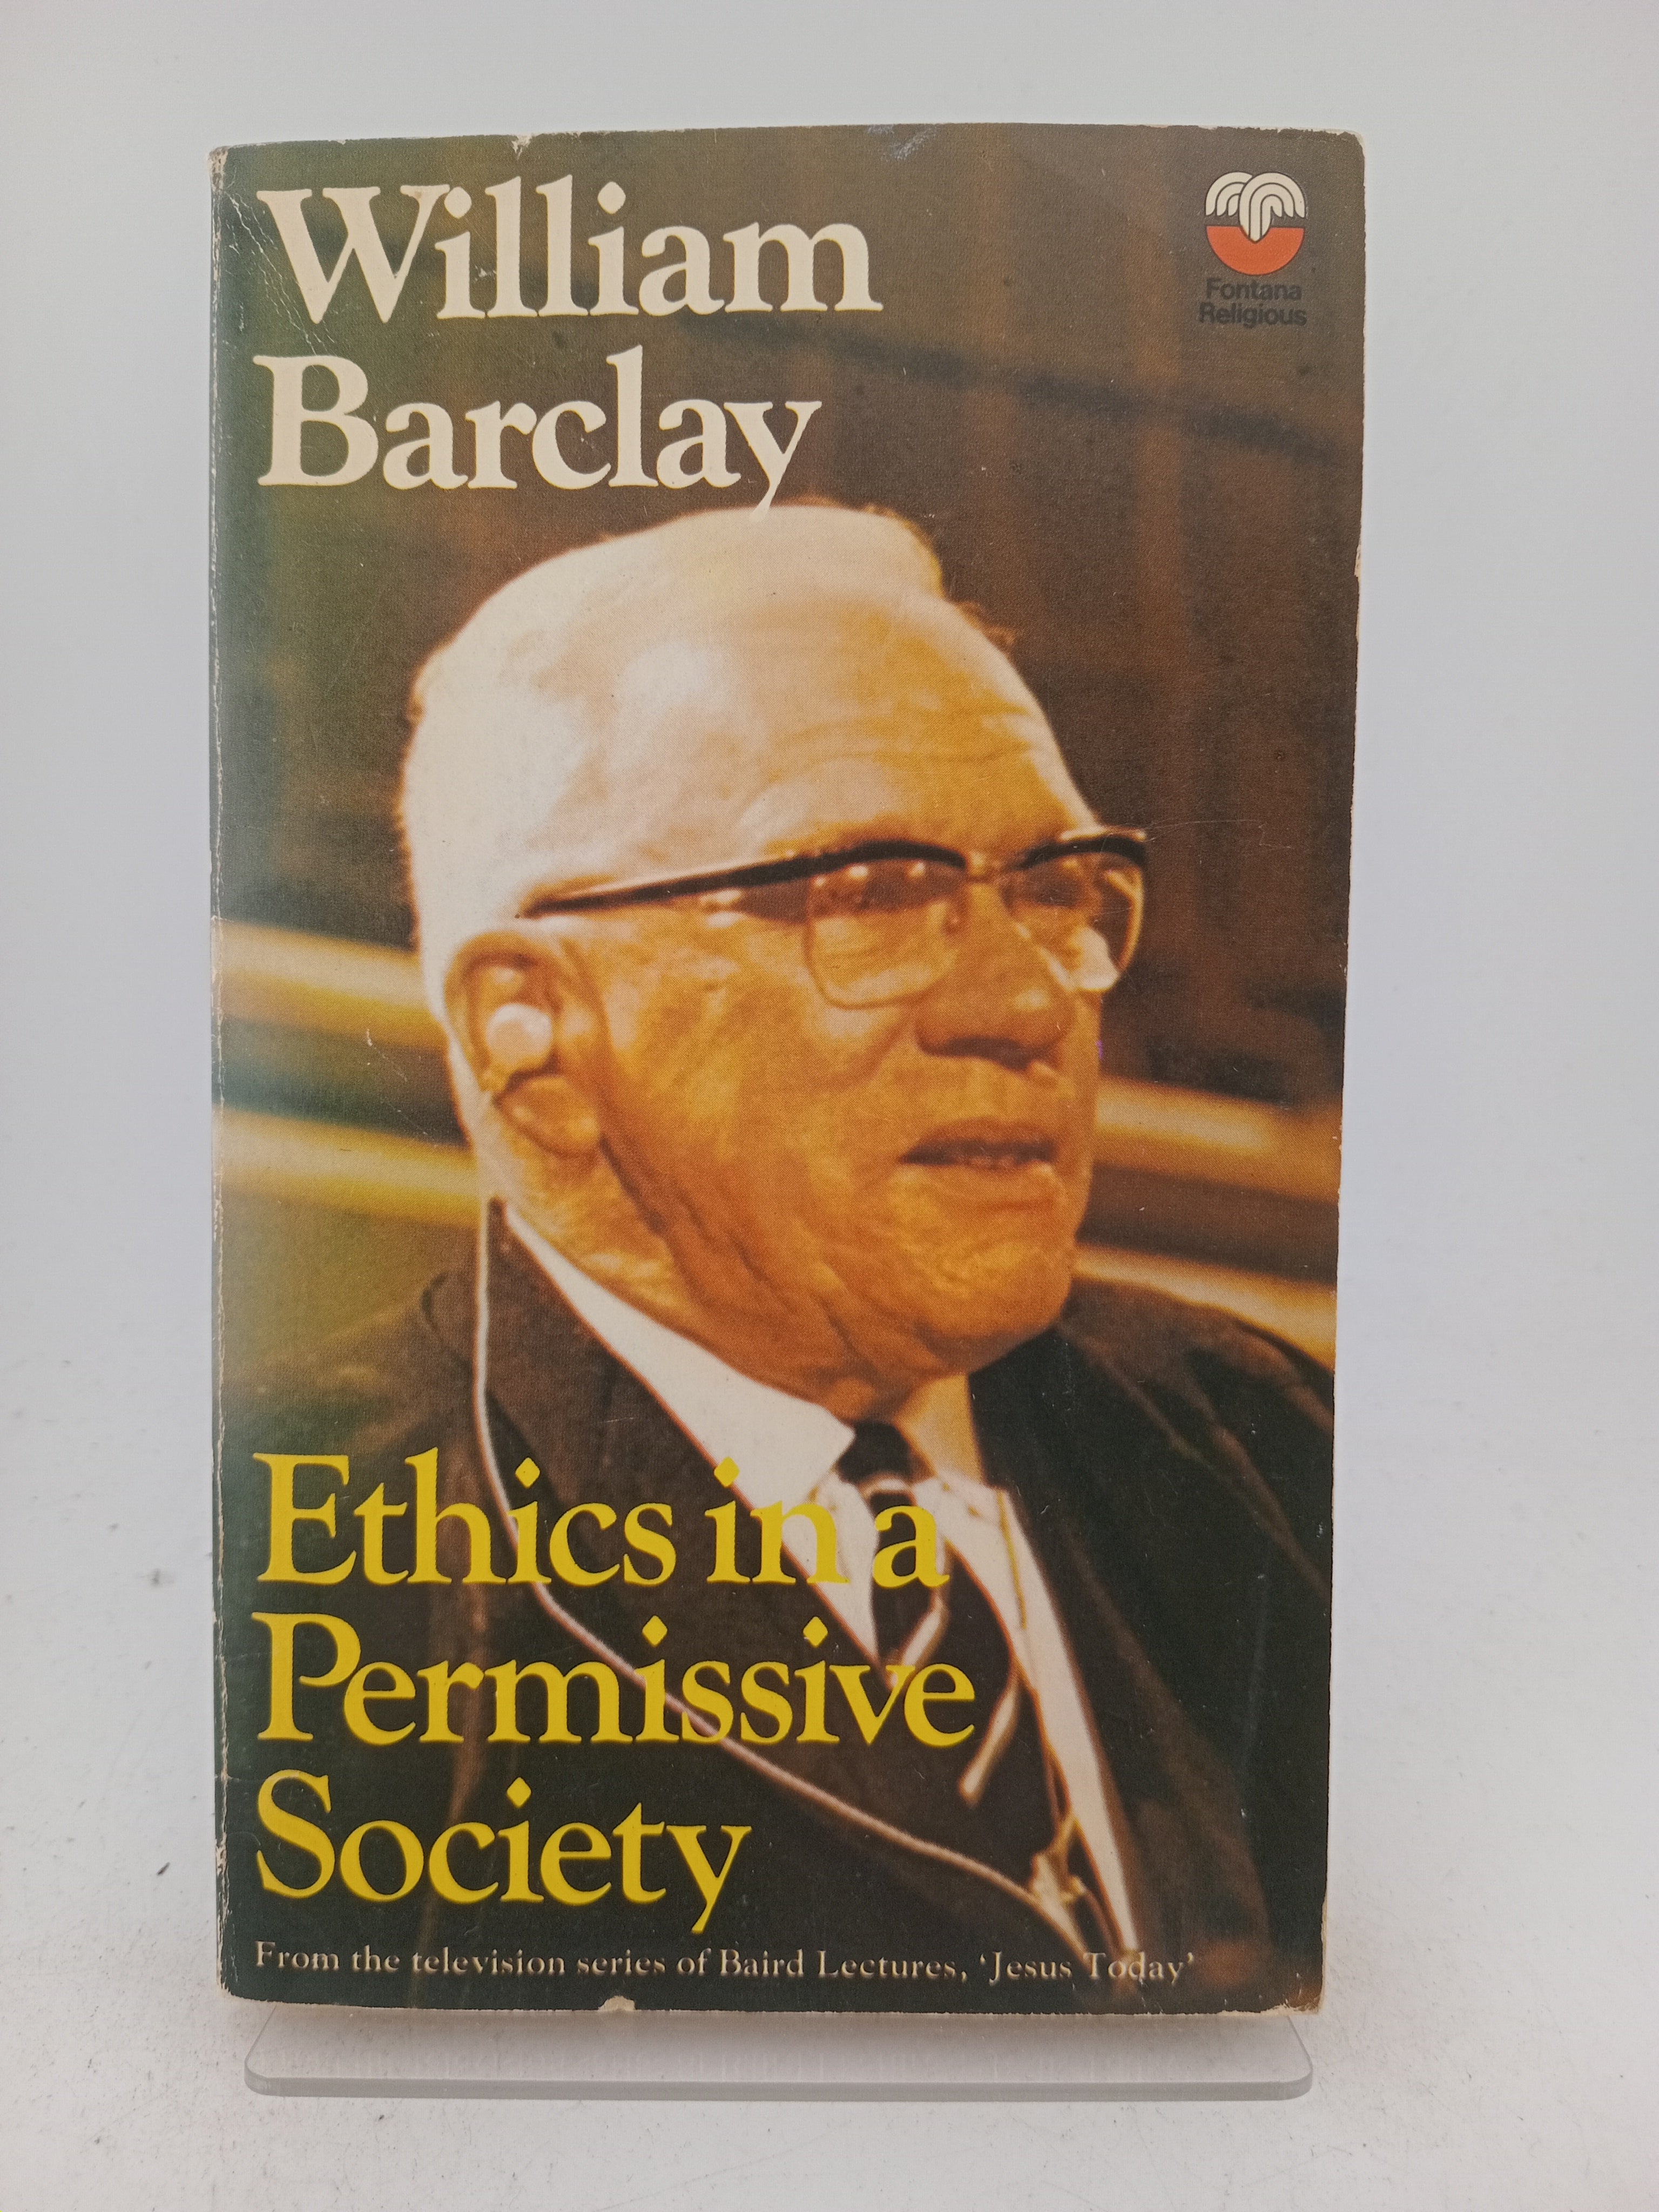 William
Barclay
Fontana
Religious
Ethics in a
Permissive
Society
From the television series of Baird Lectures, ‘Jesus Today’